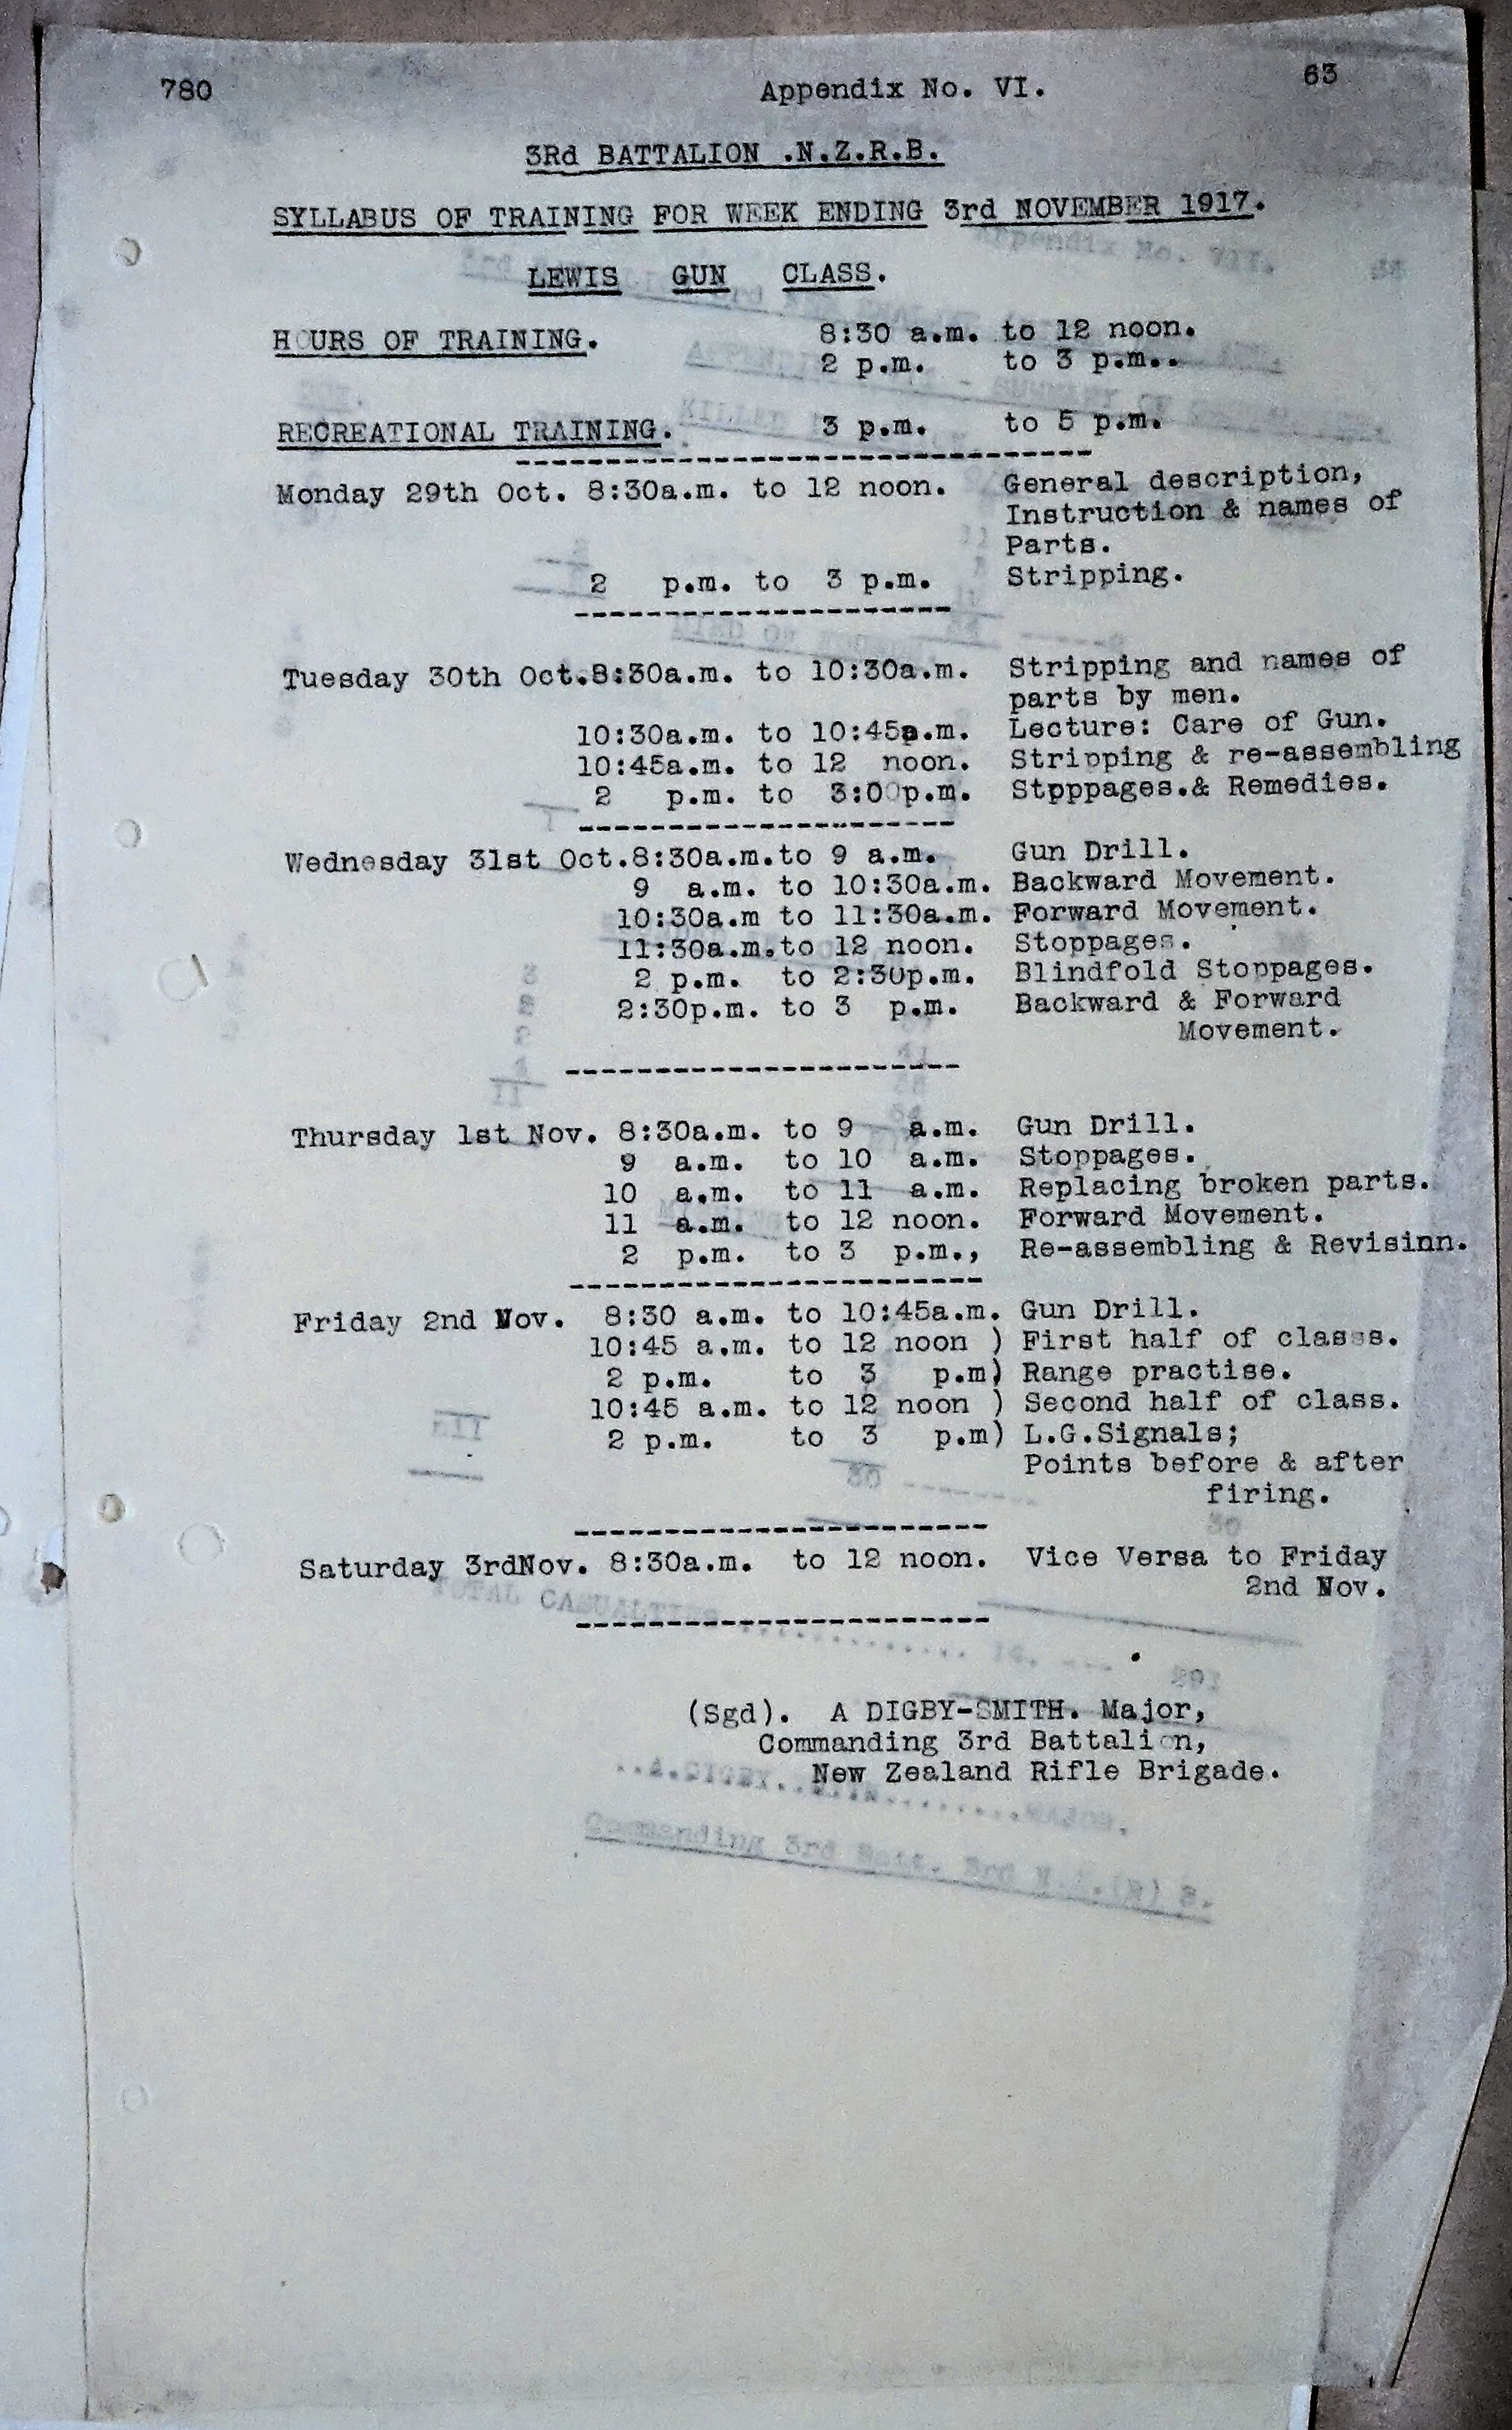 780 Appendix No. VI. 63
3Rd BATTALION .N.Z.R.B.
SYLLABUS OF TRAINING FOR WEEK ENDING 3rd NOVEMBER 1917.
LEWIS GUN CLASS.
HOURS OF TRAINING. 8:30 a.m. to 12 noon.
2 p.m. to 3 p.m..
RECREATIONAL TRAINING. 3 p.m. to 5 p.m.
--------------------------------
Monday 29th Oct. 8:30a.m. to 12 noon. General description,
Instruction & names of
Parts.
2 p.m. to 3 p.m. Stripping.
---------------------
Tuesday 30th Oct.8:30a.m. to 10:30a.m. Stripping and names of
parts by men.
10:30a.m. to 10:45a.m. Lecture: Care of Gun.
10:45a.m. to 12 noon. Stripping & re-assembling
2 p.m. to 3:00p.m. Stpppages.& Remedies.
---------------------
Wednesday 31st Oct.8:30a.m.to 9 a.m. Gun Drill.
9 a.m. to 10:30a.m. Backward Movement.
10:30a.m to 11:30a.m. Forward Movement.
11:30a.m.to 12 noon. Stoppages.
2 p.m. to 2:30p.m. Blindfold Stoppages.
2:30p.m. to 3 p.m. Backward & Forward
Movement.
----------------------
Thursday 1st Nov. 8:30a.m. to 9 a.m. Gun Drill.
9 a.m. to 10 a.m. Stoppages.
10 a.m. to 11 a.m. Replacing broken parts.
11 a.m. to 12 noon. Forward Movement.
2 p.m. to 3 p.m., Re-assembling & Revisinn.
-----------------------
Friday 2nd Nov. 8:30 a.m. to 10:45a.m. Gun Drill.
10:45 a.m. to 12 noon ) First half of classs.
2 p.m. to 3 p.m) Range practise.
10:45 a.m. to 12 noon ) Second half of class.
2 p.m. to 3 p.m) L.G.Signals;
Points before & after
firing.
-----------------------
Saturday 3rdNov. 8:30a.m. to 12 noon. Vice Versa to Friday
2nd Nov.
-----------------------
(Sgd). A DIGBY-SMITH. Major,
Commanding 3rd Battalion,
New Zealand Rifle Brigade.